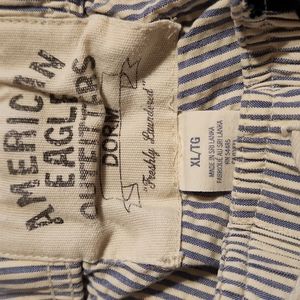 AMERICAN
EAGLE
OUTFITTERS
DORM
"Freshly Laundered"
XL/TG
MADE IN SRI LANKA
FABRIQUÉ AU SRI LANKA